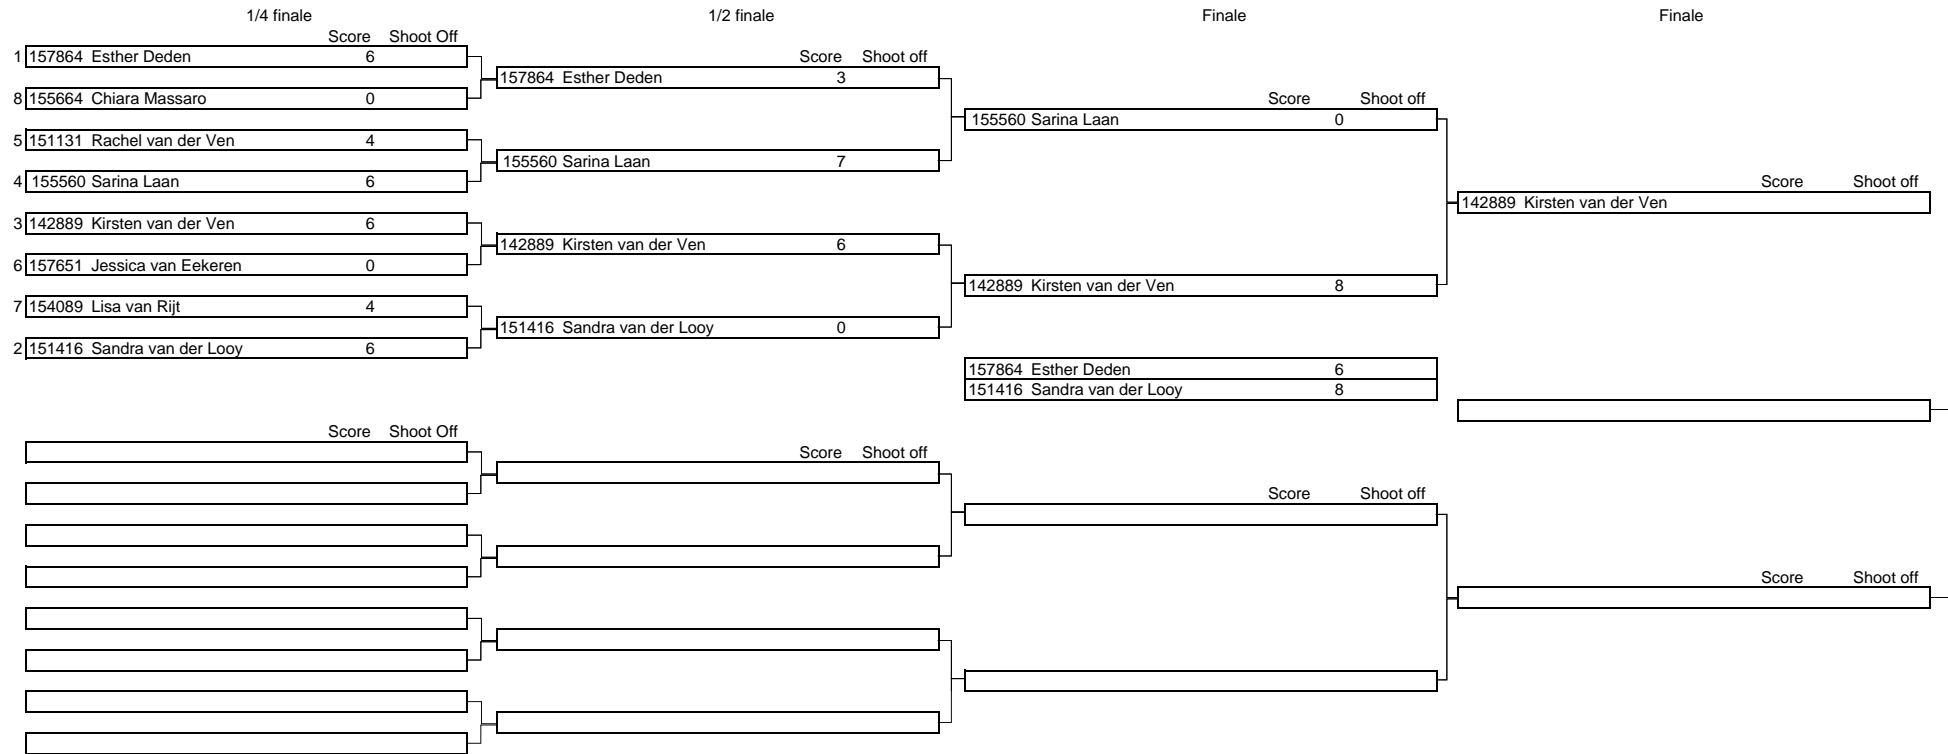 1/4 finale 1/2 finale Finale Finale
Score Shoot Off
1 157864 Esther Deden 6
Score Shoot off
157864 Esther Deden 3
8 155664 Chiara Massaro 0
Score Shoot off
155560 Sarina Laan 0
5 151131 Rachel van der Ven 4
155560 Sarina Laan 7
4 155560 Sarina Laan 6
Score Shoot off
142889 Kirsten van der Ven
3 142889 Kirsten van der Ven 6
142889 Kirsten van der Ven 6
6 157651 Jessica van Eekeren 0
142889 Kirsten van der Ven 8
7 154089 Lisa van Rijt 4
151416 Sandra van der Looy 0
2 151416 Sandra van der Looy 6
157864 Esther Deden 6
151416 Sandra van der Looy 8
Score Shoot Off
Score Shoot off
Score Shoot off
Score Shoot off